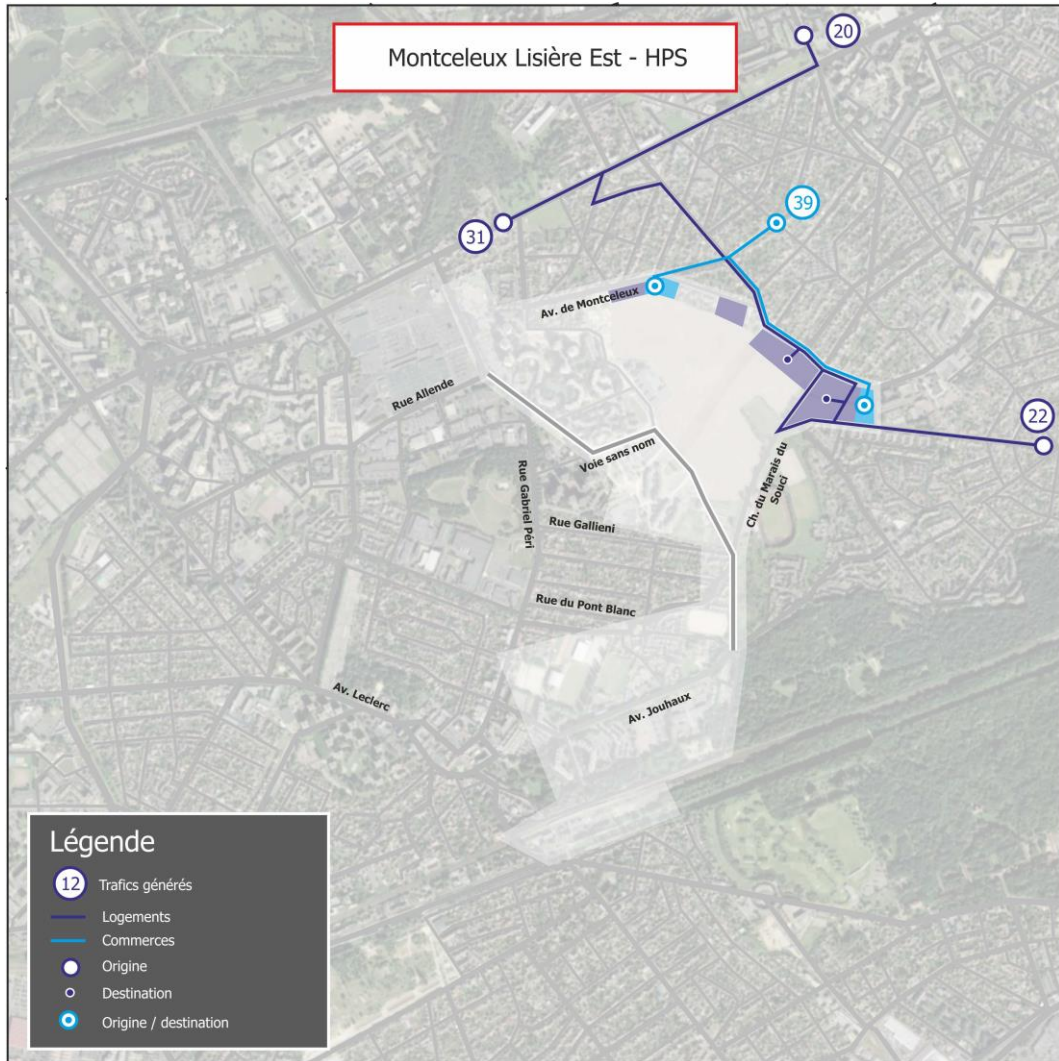 Montceleux Lisière Est - HPS
20
39
31
Av. de Montceleux
Rue Allende
22
Voie sans nom
Ch. du Marais du
Souci
Rue Gabriel Péri
Rue Gallieni
Rue du Pont Blanc
Av. Leclerc
Av. Jouhaux
Légende
12 Trafics générés
Logements
Commerces
Origine
Destination
Origine / destination